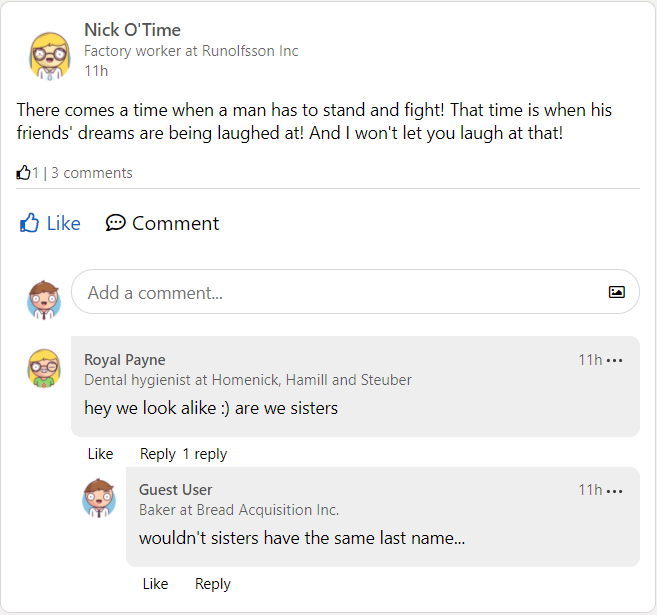 Nick O'Time
Factory worker at Runolfsson Inc
11h
There comes a time when a man has to stand and fight! That time is when his
friends' dreams are being laughed at! And I won't let you laugh at that!
1 | 3 comments
Like Comment
Add a comment...
Royal Payne 11h
Dental hygienist at Homenick, Hamill and Steuber
hey we look alike :) are we sisters
Like Reply 1 reply
Guest User 11h
Baker at Bread Acquisition Inc.
wouldn't sisters have the same last name...
Like Reply